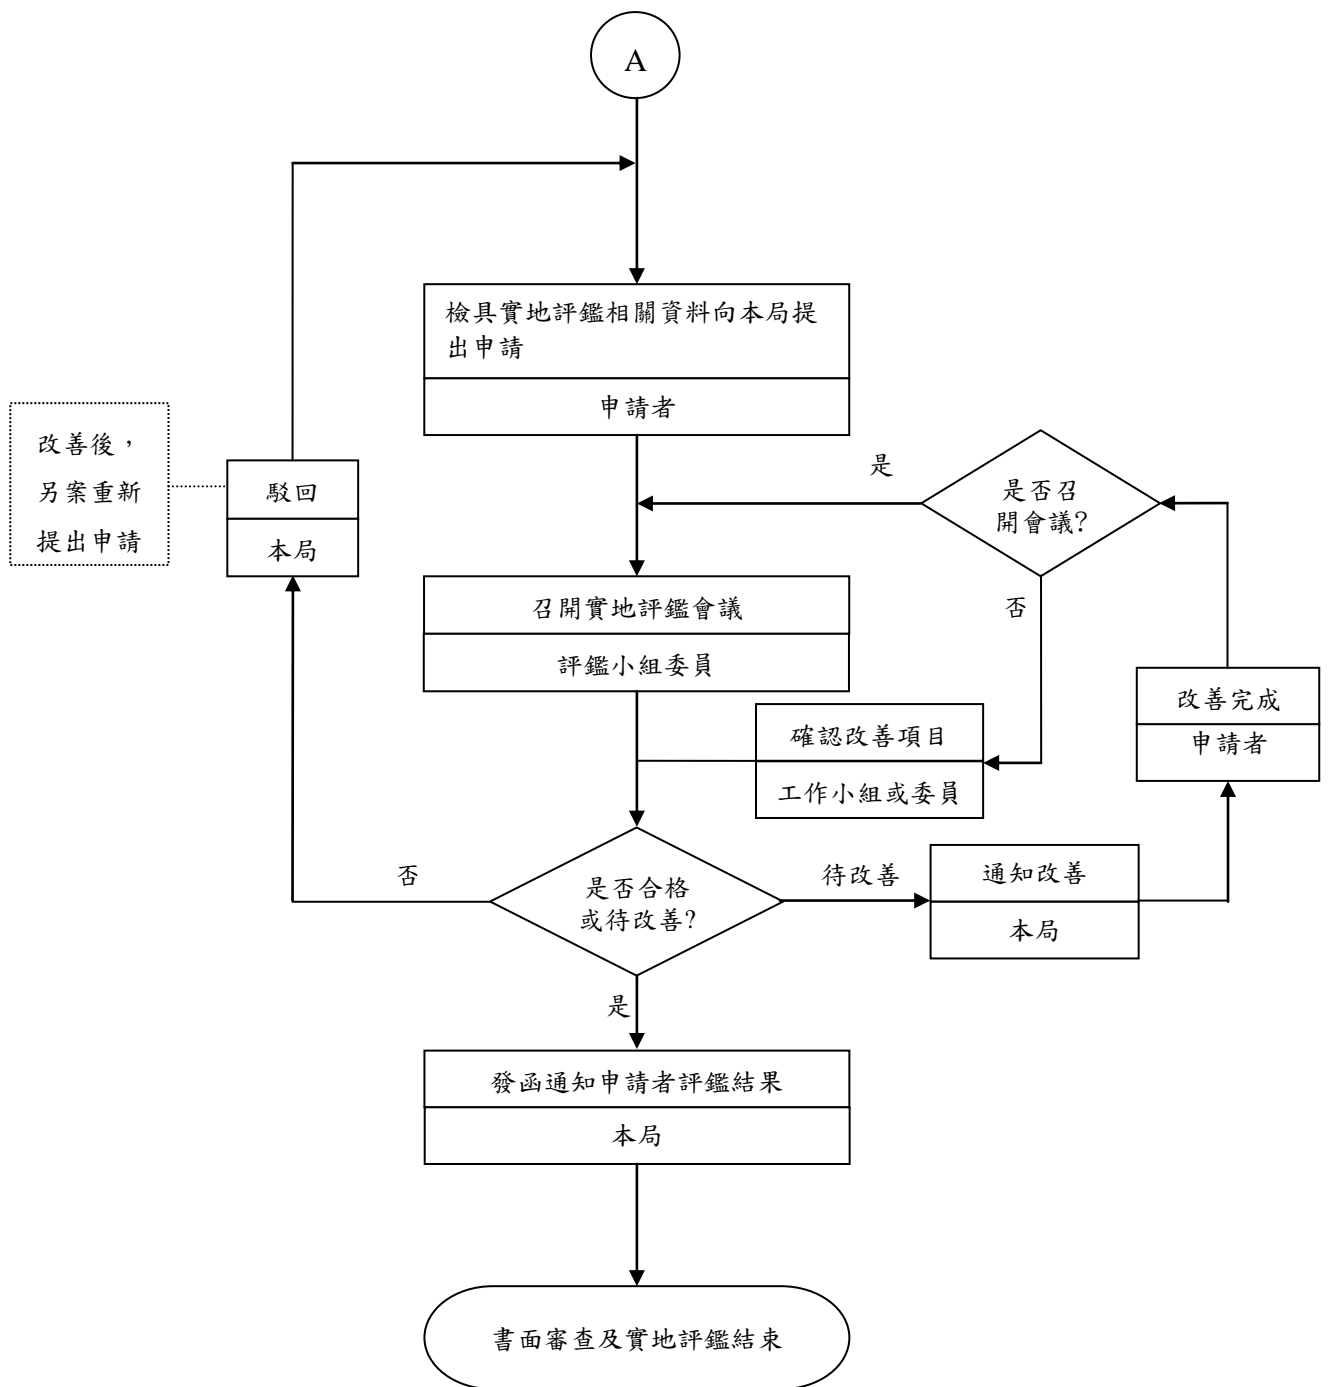 A
檢具實地評鑑相關資料向本局提
出申請
申請者
改善後，
另案重新
提出申請
駁回
本局
是
是否召
開會議?
否
召開實地評鑑會議
評鑑小組委員
改善完成
申請者
確認改善項目
工作小組或委員
否
是否合格
或待改善?
待改善
通知改善
本局
是
發函通知申請者評鑑結果
本局
書面審查及實地評鑑結束